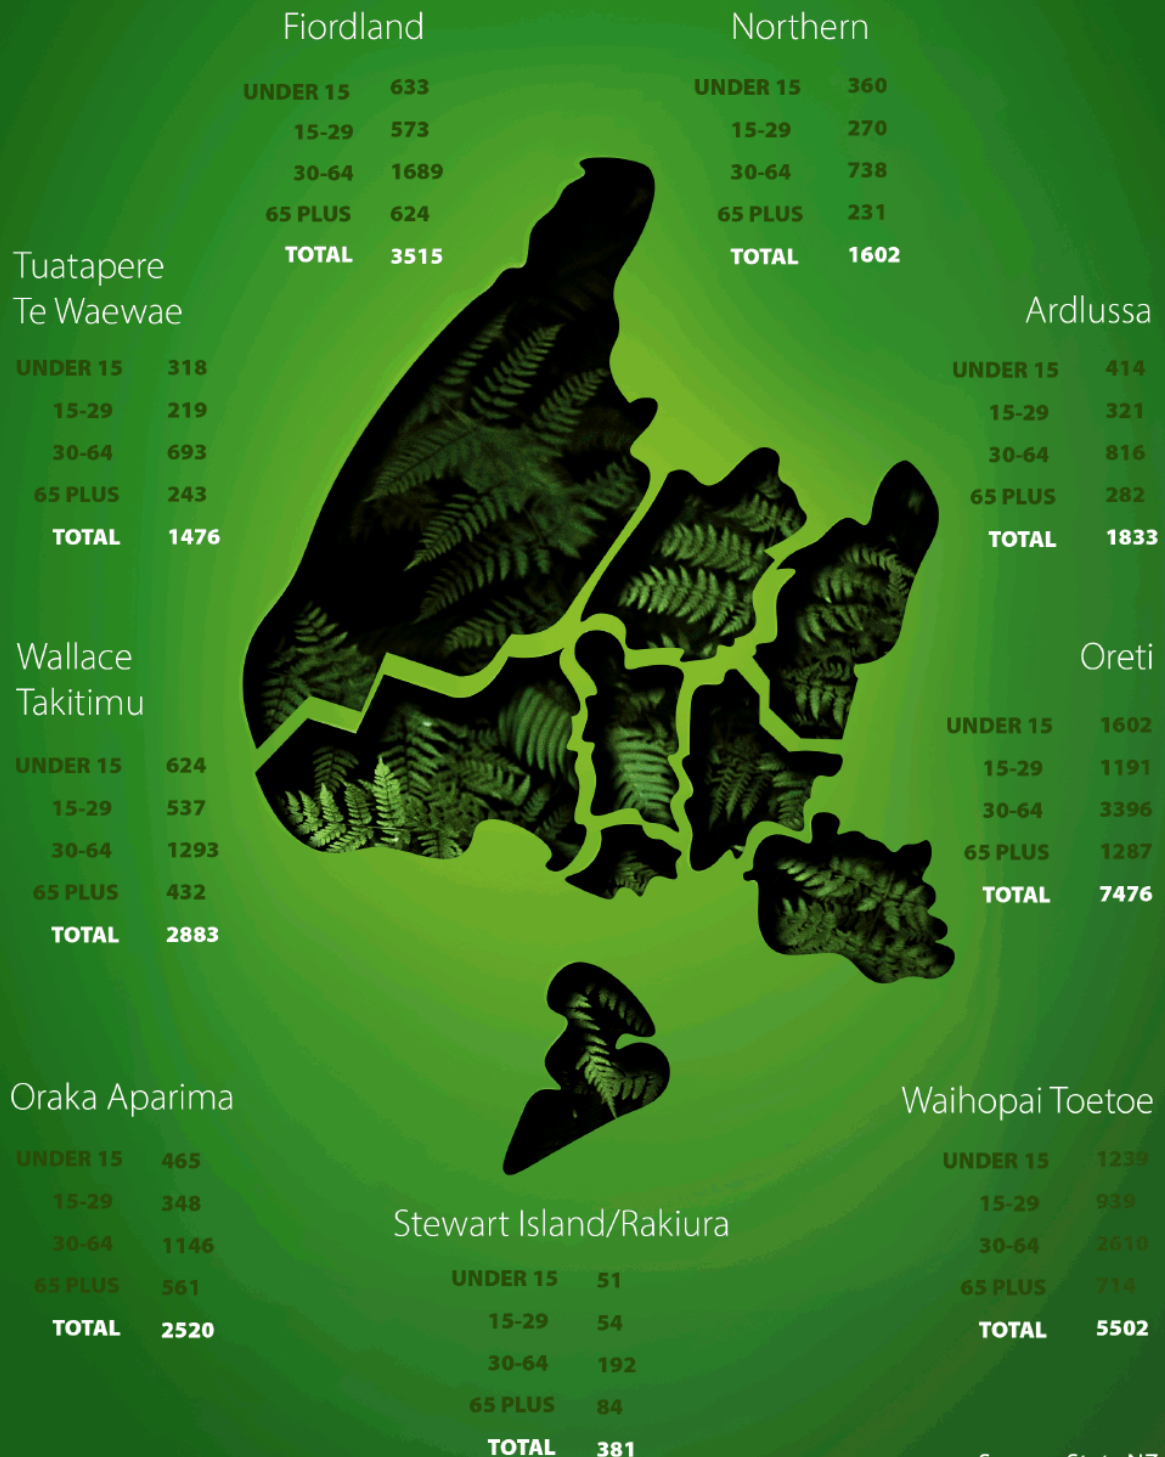 Fiordland
UNDER 15 633
15-29 573
30-64 1689
65 PLUS 624
TOTAL 3515
Northern
UNDER 15 360
15-29 270
30-64 738
65 PLUS 231
TOTAL 1602
Tuatapere
Te Waewae
UNDER 15 318
15-29 219
30-64 693
65 PLUS 243
TOTAL 1476
Ardlussa
UNDER 15 414
15-29 321
30-64 816
65 PLUS 282
TOTAL 1833
Wallace
Takitimu
UNDER 15 624
15-29 537
30-64 1293
65 PLUS 432
TOTAL 2883
Oreti
UNDER 15 1602
15-29 1191
30-64 3396
65 PLUS 1287
TOTAL 7476
Oraka Aparima
UNDER 15 465
15-29 348
30-64 1146
65 PLUS 561
TOTAL 2520
Waihopai Toetoe
UNDER 15 1239
15-29 939
30-64 2610
65 PLUS 714
TOTAL 5502
Stewart Island/Rakiura
UNDER 15 51
15-29 54
30-64 192
65 PLUS 84
TOTAL 381